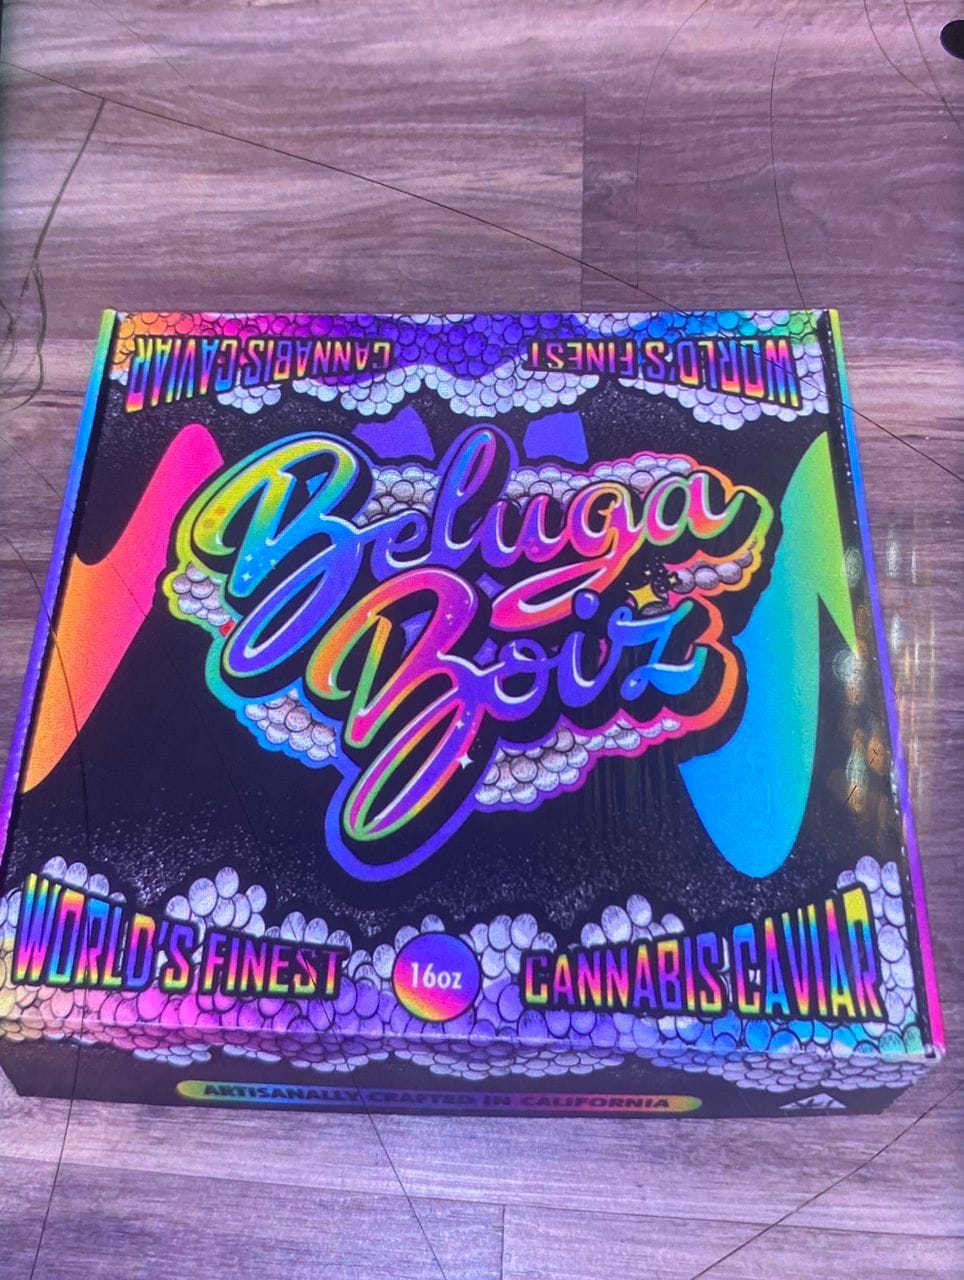 CANNABIS CAVIAR
WORLD'S FINEST
Beluga
Boiz
WORLD'S FINEST
16oz
CANNABIS CAVIAR
ARTISANALLY CRAFTED IN CALIFORNIA